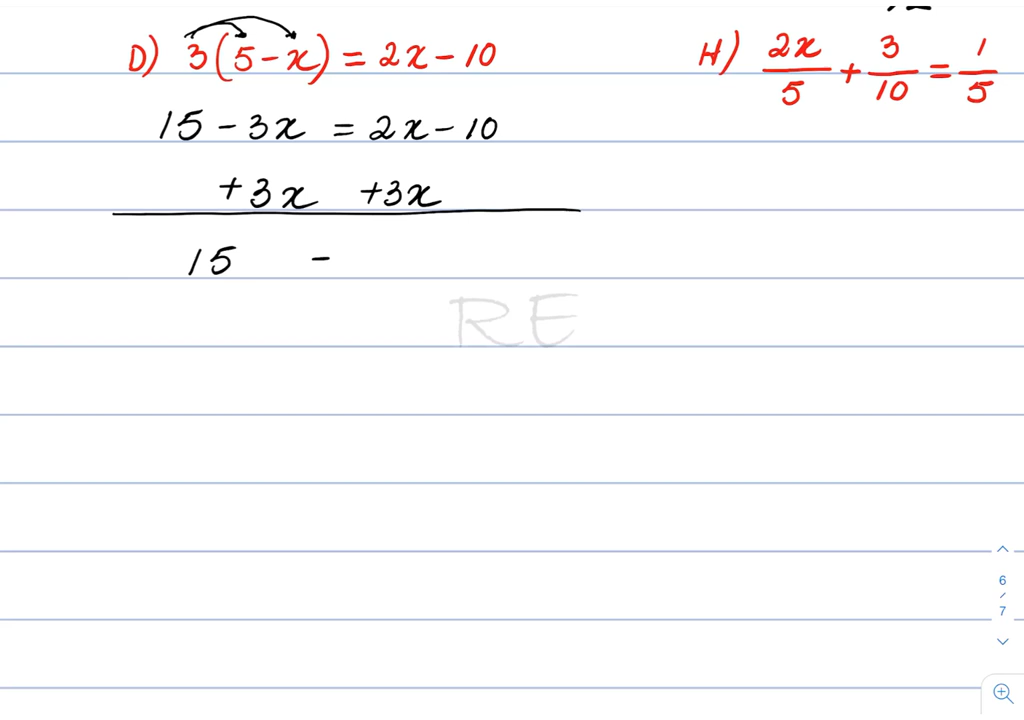 D) 3(5-x) = 2x-10
H) 2x/5 + 3/10 = 1/5
15 - 3x = 2x - 10
+3x +3x
15 -
RE
6
/
7